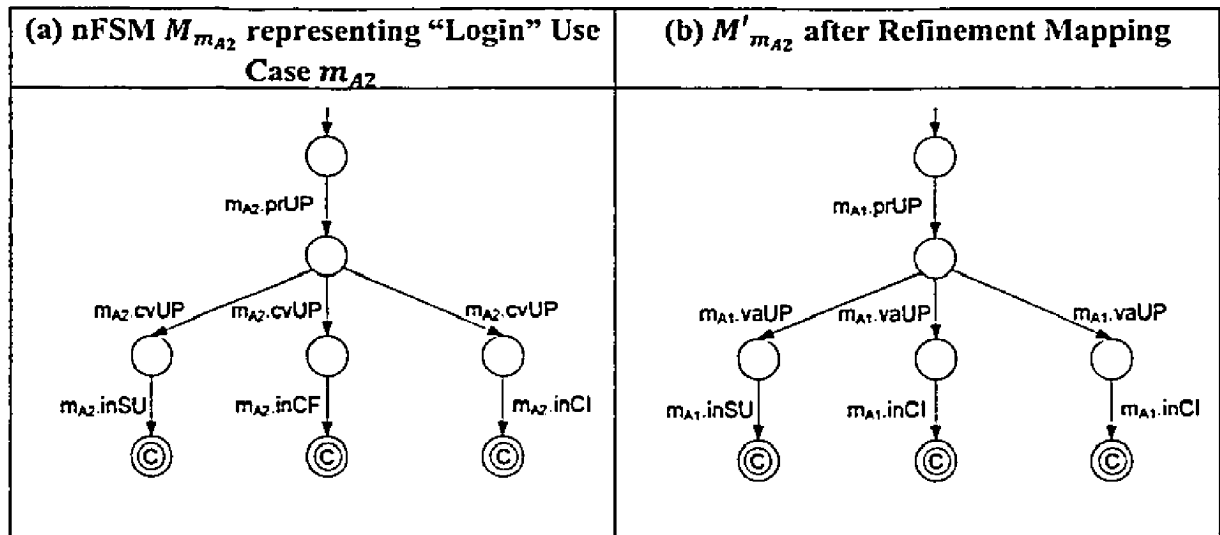 (a) nFSM M_{m_{A2}} representing “Login” Use
Case m_{A2}
(b) M'_{m_{A2}} after Refinement Mapping
m_{A2}.prUP
m_{A2}.cvUP m_{A2}.cvUP m_{A2}.cvUP
m_{A2}.inSU m_{A2}.inCF m_{A2}.inCI
C C C
m_{A1}.prUP
m_{A1}.vaUP m_{A1}.vaUP m_{A1}.vaUP
m_{A1}.inSU m_{A1}.inCI m_{A1}.inCI
C C C